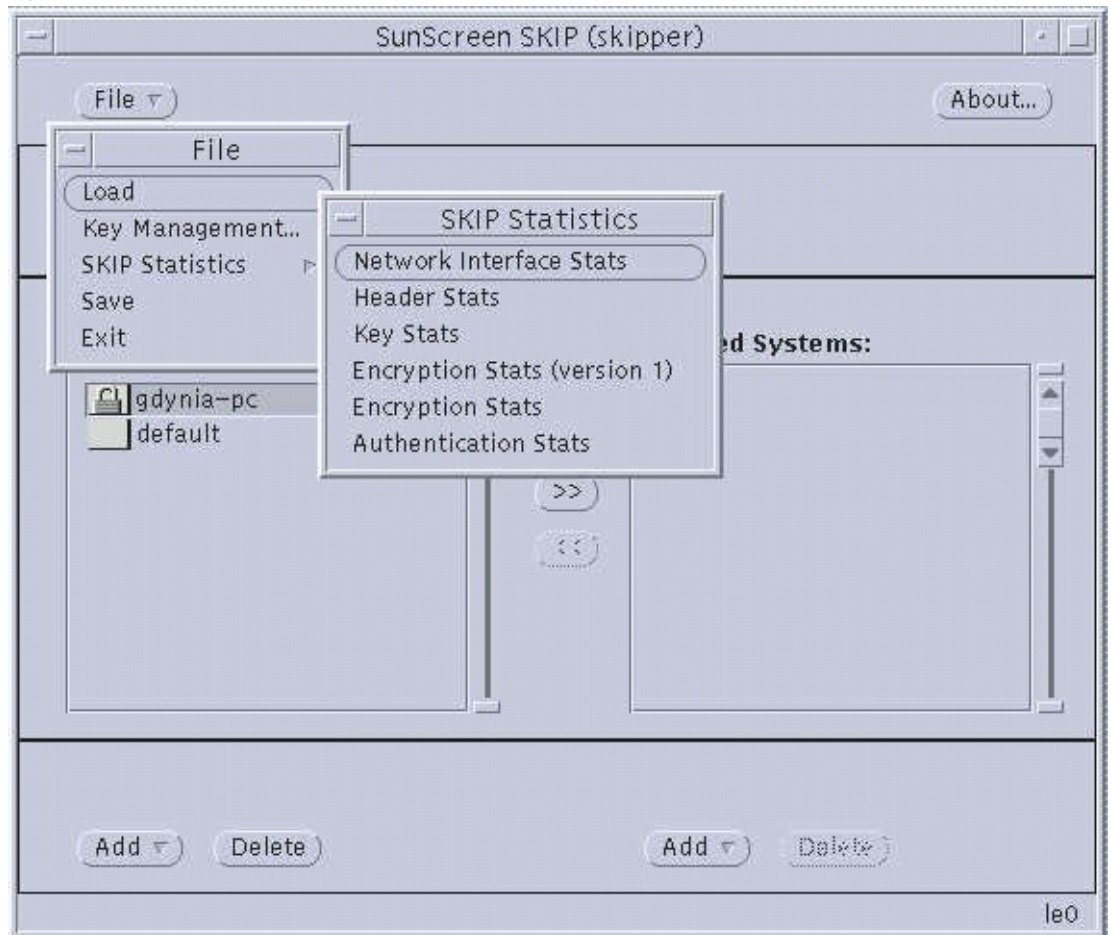 SunScreen SKIP (skipper)
File
About...
File
Load
Key Management...
SKIP Statistics
Save
Exit
SKIP Statistics
Network Interface Stats
Header Stats
Key Stats
Encryption Stats (version 1)
Encryption Stats
Authentication Stats
ed Systems:
gdynia-pc
default
>>
<<
Add
Delete
Add
Delete
le0